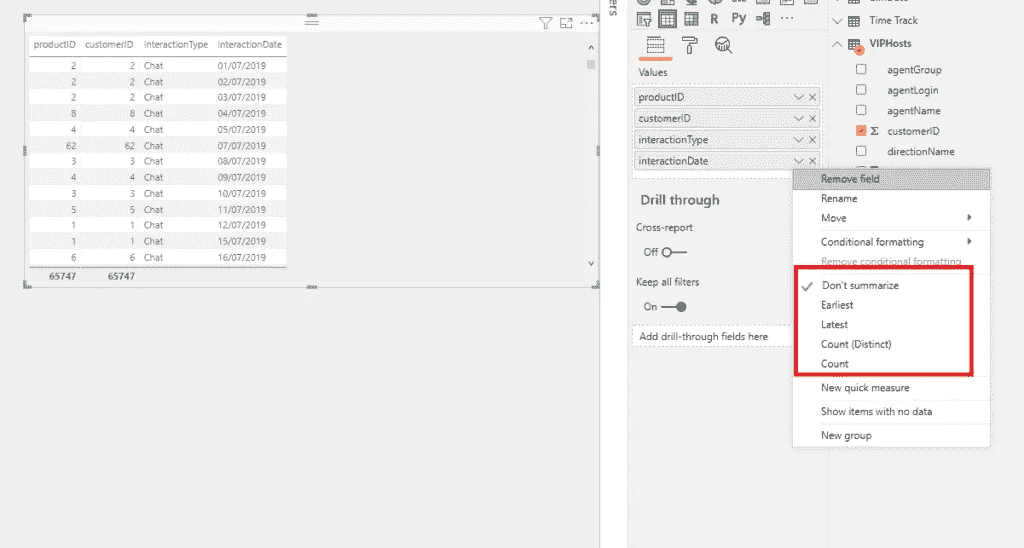 productID customerID interactionType interactionDate
2 2 Chat 01/07/2019
2 2 Chat 02/07/2019
2 2 Chat 03/07/2019
8 8 Chat 04/07/2019
4 4 Chat 05/07/2019
62 62 Chat 07/07/2019
3 3 Chat 08/07/2019
4 4 Chat 09/07/2019
3 3 Chat 10/07/2019
5 5 Chat 11/07/2019
1 1 Chat 12/07/2019
1 1 Chat 15/07/2019
6 6 Chat 16/07/2019
65747 65747
R Py ...
Values
productID
customerID
interactionType
interactionDate
Drill through
Cross-report
Off
Keep all filters
On
Add drill-through fields here
Time Track
VIPHosts
agentGroup
agentLogin
agentName
Σ customerID
directionName
Remove field
Rename
Move
Conditional formatting
Remove conditional formatting
Don't summarize
Earliest
Latest
Count (Distinct)
Count
New quick measure
Show items with no data
New group